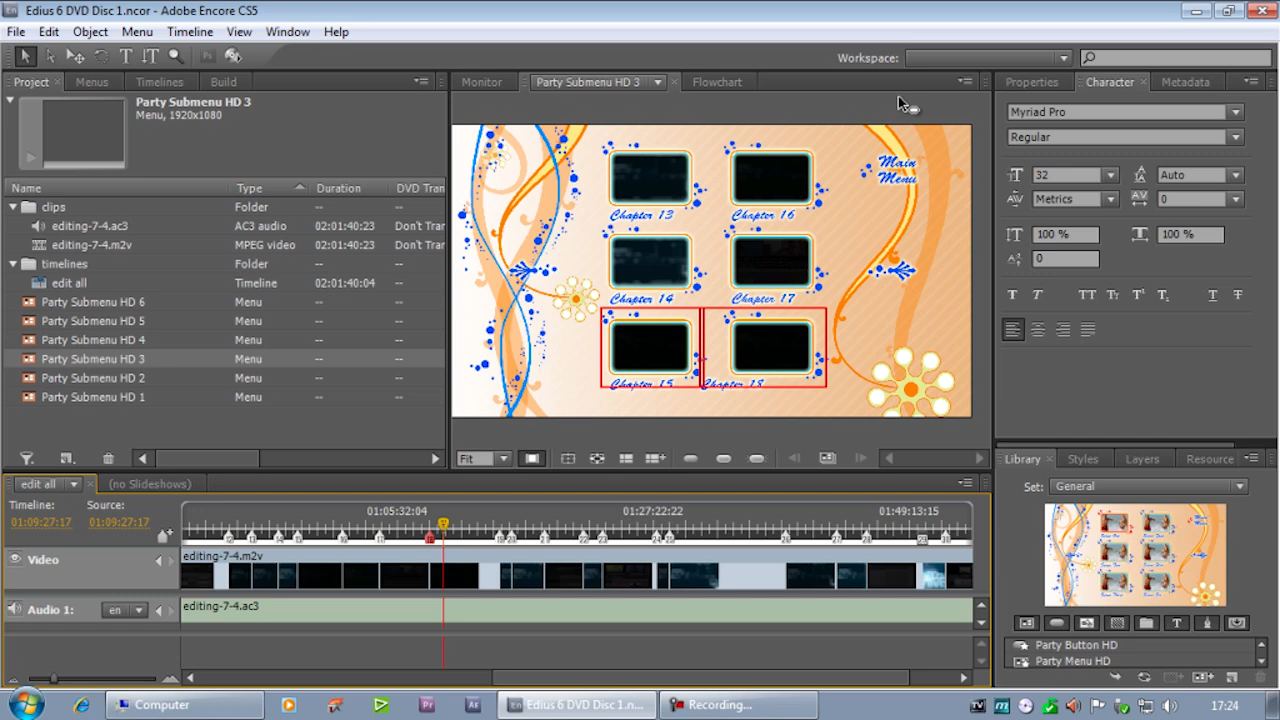 Edius 6 DVD Disc 1.ncor - Adobe Encore CS5
File Edit Object Menu Timeline View Window Help
Workspace:
Project Menus Timelines Build
Monitor Party Submenu HD 3 Flowchart
Properties Character Metadata
Party Submenu HD 3
Menu, 1920x1080
Name Type Duration DVD Tran
clips Folder
editing-7-4.ac3 AC3 audio 02:01:40:23 Don't Trar
editing-7-4.m2v MPEG video 02:01:40:23 Don't Trar
timelines Folder -- --
edit all Timeline 02:01:40:04 --
Party Submenu HD 6 Menu -- --
Party Submenu HD 5 Menu -- --
Party Submenu HD 4 Menu -- --
Party Submenu HD 3 Menu -- --
Party Submenu HD 2 Menu -- --
Party Submenu HD 1 Menu -- --
Main
Menu
Chapter 13 Chapter 16
Chapter 14 Chapter 17
Chapter 15 Chapter 18
Fit
Myriad Pro
Regular
32 Auto
Metrics 0
100 % 100 %
0
Library Styles Layers Resource
Set: General
Party Button HD
Party Menu HD
edit all (no Slideshows)
Timeline: Source:
01:09:27:17 01:09:27:17
01:05:32:04 01:27:22:22 01:49:13:15
Video
editing-7-4.m2v
Audio 1: en
editing-7-4.ac3
Computer
Edius 6 DVD Disc 1.n...
Recording...
17:24